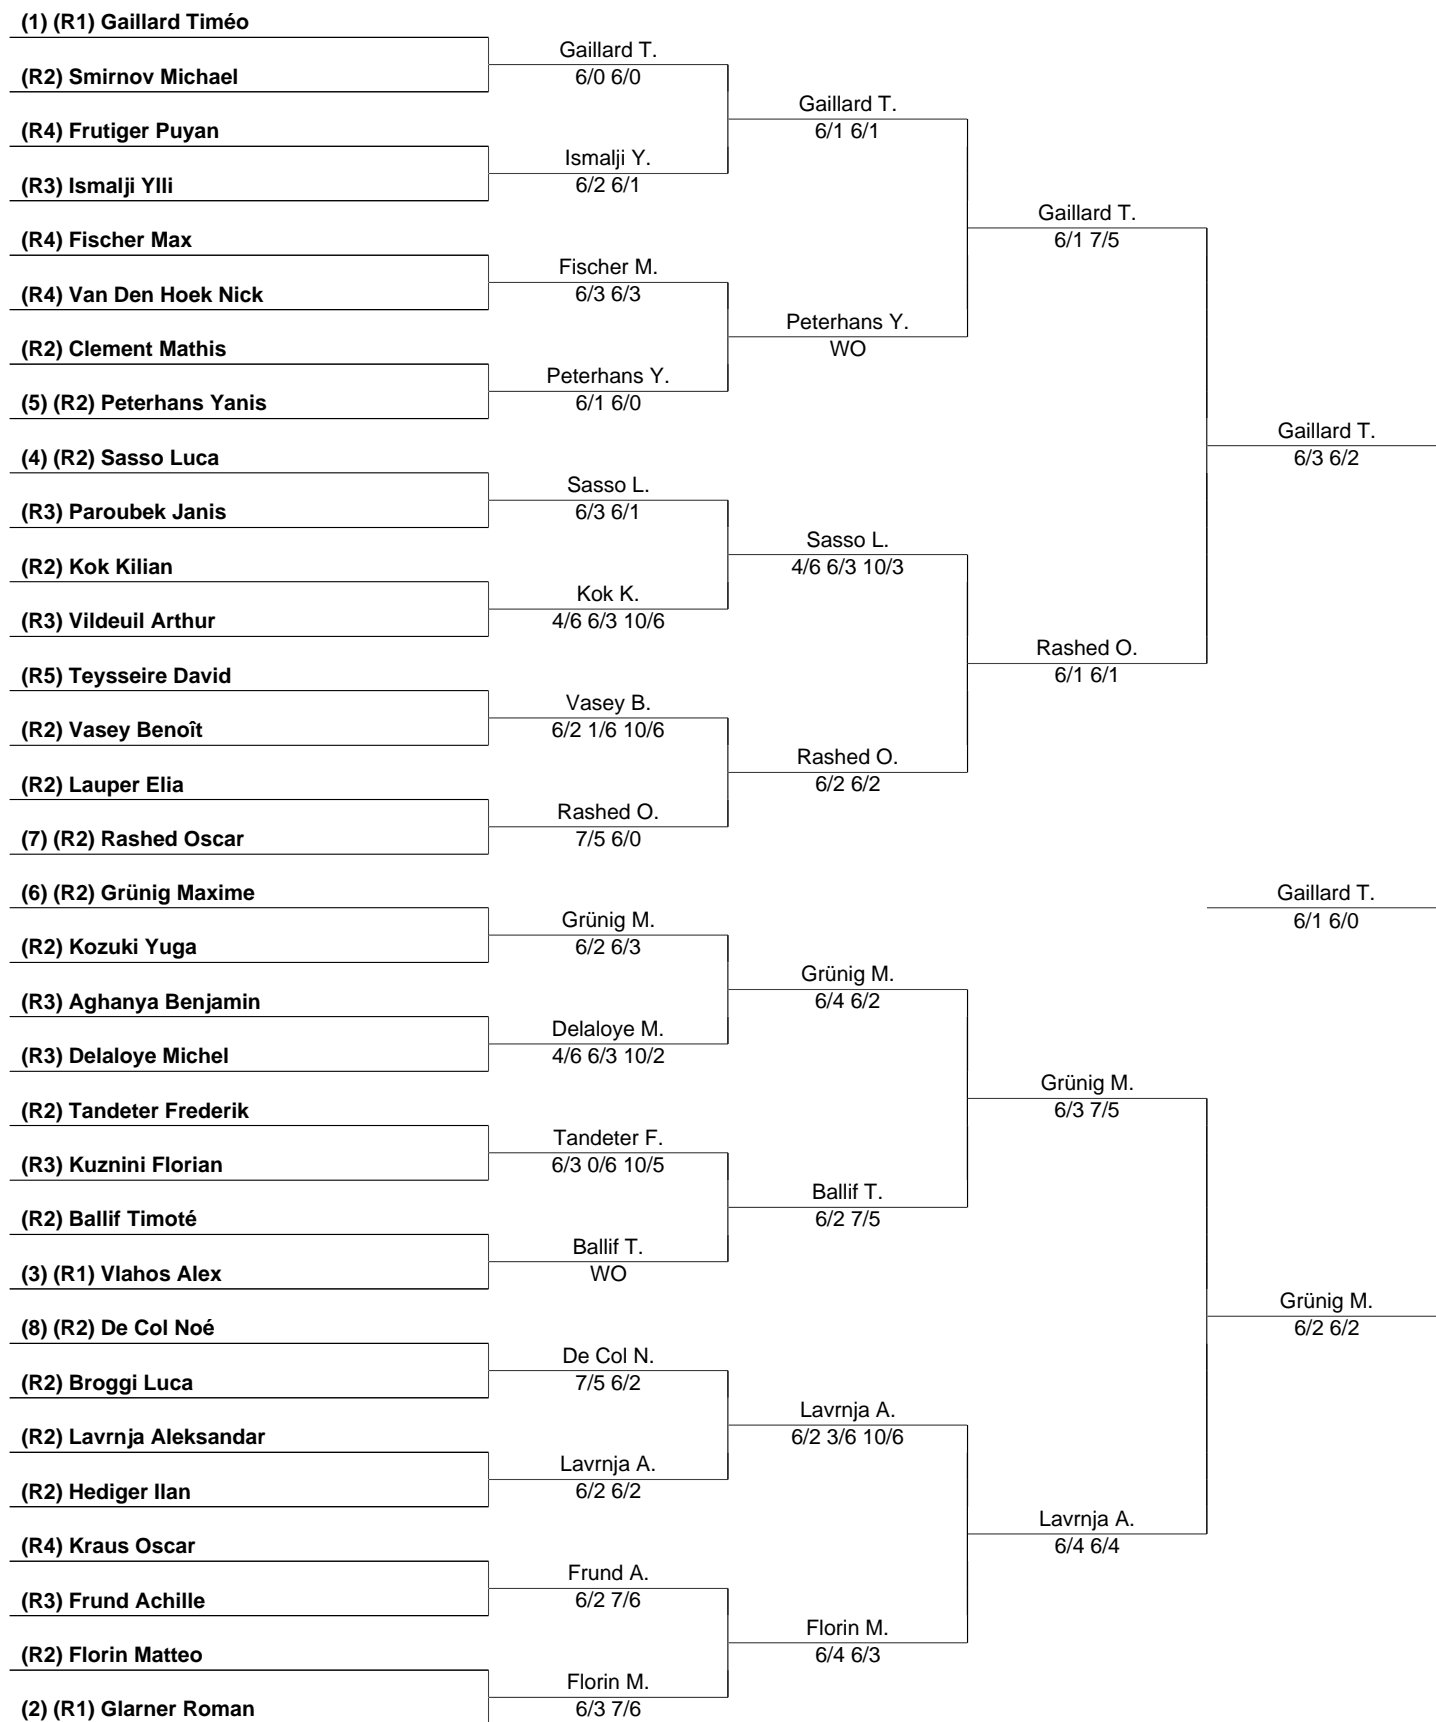 (1) (R1) Gaillard Timéo
Gaillard T.
(R2) Smirnov Michael
6/0 6/0
Gaillard T.
(R4) Frutiger Puyan
6/1 6/1
Ismalji Y.
(R3) Ismalji Ylli
6/2 6/1
Gaillard T.
(R4) Fischer Max
6/1 7/5
Fischer M.
(R4) Van Den Hoek Nick
6/3 6/3
Peterhans Y.
(R2) Clement Mathis
WO
Peterhans Y.
(5) (R2) Peterhans Yanis
6/1 6/0
Gaillard T.
(4) (R2) Sasso Luca
6/3 6/2
Sasso L.
(R3) Paroubek Janis
6/3 6/1
Sasso L.
(R2) Kok Kilian
4/6 6/3 10/3
Kok K.
(R3) Vildeuil Arthur
4/6 6/3 10/6
Rashed O.
(R5) Teysseire David
6/1 6/1
Vasey B.
(R2) Vasey Benoît
6/2 1/6 10/6
Rashed O.
(R2) Lauper Elia
6/2 6/2
Rashed O.
(7) (R2) Rashed Oscar
7/5 6/0
(6) (R2) Grünig Maxime
Gaillard T.
6/1 6/0
Grünig M.
(R2) Kozuki Yuga
6/2 6/3
Grünig M.
(R3) Aghanya Benjamin
6/4 6/2
Delaloye M.
(R3) Delaloye Michel
4/6 6/3 10/2
Grünig M.
(R2) Tandeter Frederik
6/3 7/5
Tandeter F.
(R3) Kuznini Florian
6/3 0/6 10/5
Ballif T.
(R2) Ballif Timoté
6/2 7/5
Ballif T.
(3) (R1) Vlahos Alex
WO
Grünig M.
(8) (R2) De Col Noé
6/2 6/2
De Col N.
(R2) Broggi Luca
7/5 6/2
Lavrnja A.
(R2) Lavrnja Aleksandar
6/2 3/6 10/6
Lavrnja A.
(R2) Hediger Ilan
6/2 6/2
Lavrnja A.
(R4) Kraus Oscar
6/4 6/4
Frund A.
(R3) Frund Achille
6/2 7/6
Florin M.
(R2) Florin Matteo
6/4 6/3
Florin M.
(2) (R1) Glarner Roman
6/3 7/6